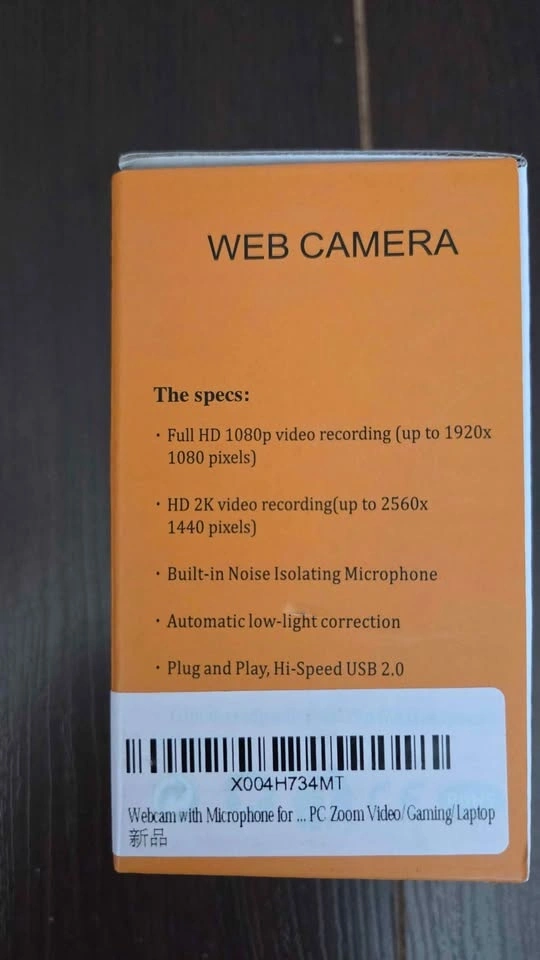 WEB CAMERA
The specs:
· Full HD 1080p video recording (up to 1920x
1080 pixels)
· HD 2K video recording(up to 2560x
1440 pixels)
· Built-in Noise Isolating Microphone
· Automatic low-light correction
· Plug and Play, Hi-Speed USB 2.0
X004H734MT
Webcam with Microphone for ... PC Zoom Video/Gaming/Laptop
新品